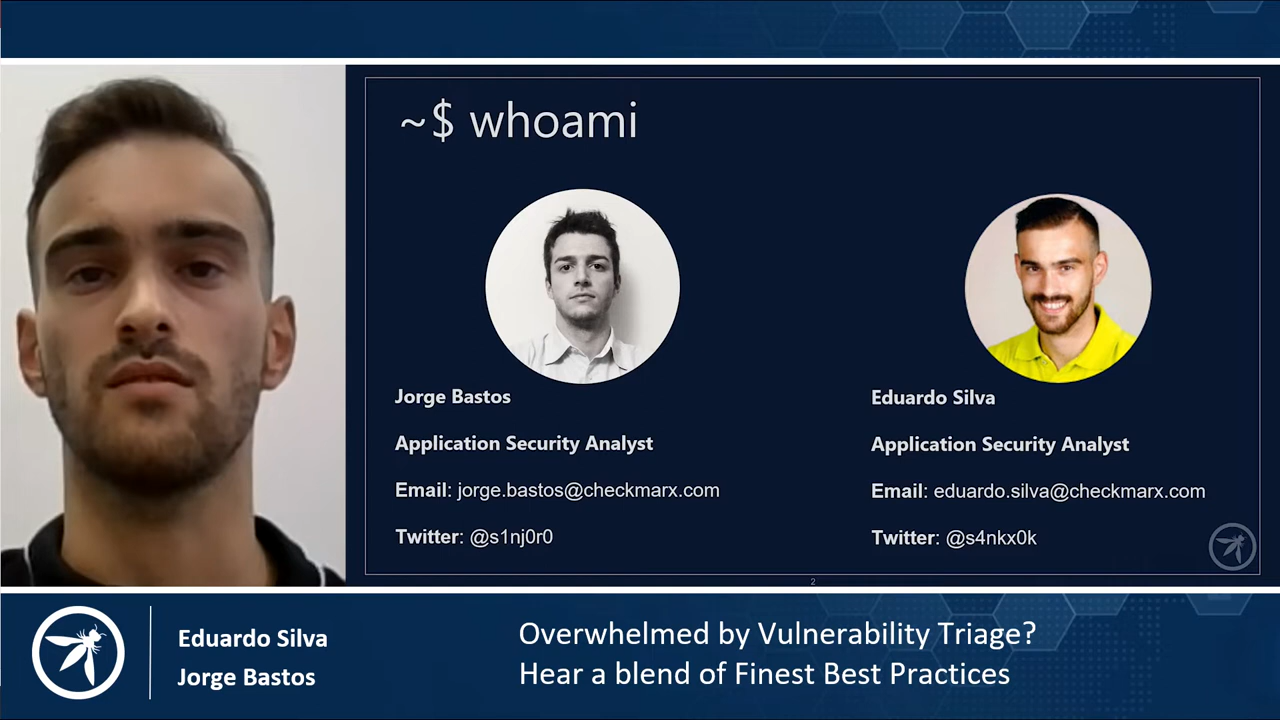 ~$ whoami
Jorge Bastos
Application Security Analyst
Email: jorge.bastos@checkmarx.com
Twitter: @s1nj0r0
Eduardo Silva
Application Security Analyst
Email: eduardo.silva@checkmarx.com
Twitter: @s4nkx0k
2
Eduardo Silva
Jorge Bastos
Overwhelmed by Vulnerability Triage?
Hear a blend of Finest Best Practices